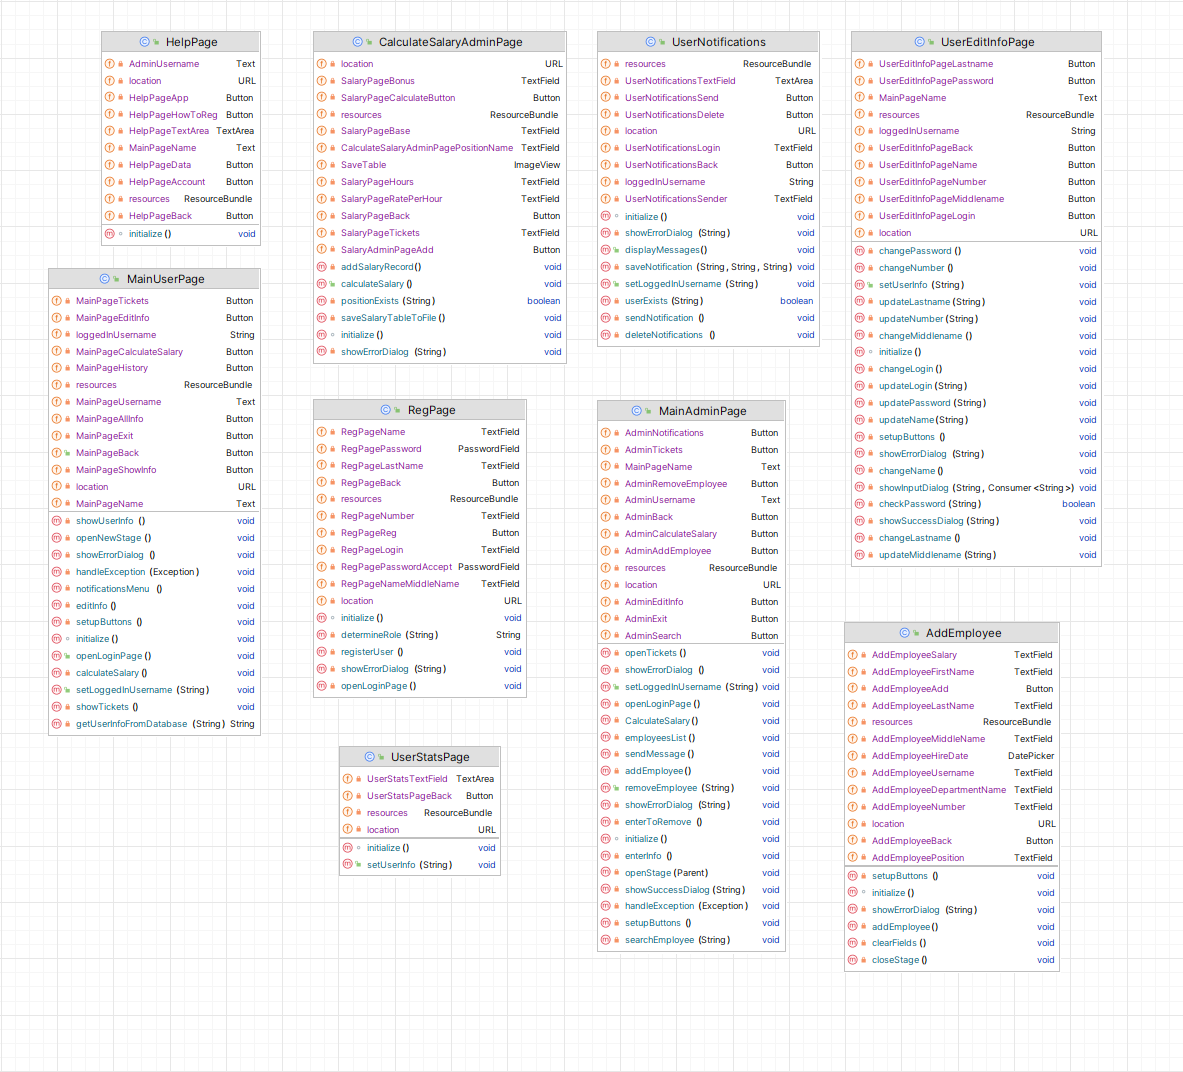 HelpPage
AdminUsername Text
location URL
HelpPageApp Button
HelpPageHowToReg Button
HelpPageTextArea TextArea
MainPageName Text
HelpPageData Button
HelpPageAccount Button
resources ResourceBundle
HelpPageBack Button
initialize () void
MainUserPage
MainPageTickets Button
MainPageEditInfo Button
loggedInUsername String
MainPageCalculateSalary Button
MainPageHistory Button
resources ResourceBundle
MainPageUsername Text
MainPageAllInfo Button
MainPageExit Button
MainPageBack Button
MainPageShowInfo Button
location URL
MainPageName Text
showUserInfo () void
openNewStage () void
showErrorDialog () void
handleException (Exception) void
notificationsMenu () void
editInfo () void
setupButtons () void
initialize () void
openLoginPage () void
calculateSalary () void
setLoggedInUsername (String) void
showTickets () void
getUserInfoFromDatabase (String) String
CalculateSalaryAdminPage
location URL
SalaryPageBonus TextField
SalaryPageCalculateButton Button
resources ResourceBundle
SalaryPageBase TextField
CalculateSalaryAdminPagePositionName TextField
SaveTable ImageView
SalaryPageHours TextField
SalaryPageRatePerHour TextField
SalaryPageBack Button
SalaryPageTickets TextField
SalaryAdminPageAdd Button
addSalaryRecord () void
calculateSalary () void
positionExists (String) boolean
saveSalaryTableToFile () void
initialize () void
showErrorDialog (String) void
RegPage
RegPageName TextField
RegPagePassword PasswordField
RegPageLastName TextField
RegPageBack Button
resources ResourceBundle
RegPageNumber TextField
RegPageReg Button
RegPageLogin TextField
RegPagePasswordAccept PasswordField
RegPageNameMiddleName TextField
location URL
initialize () void
determineRole (String) String
registerUser () void
showErrorDialog (String) void
openLoginPage () void
UserStatsPage
UserStatsTextField TextArea
UserStatsPageBack Button
resources ResourceBundle
location URL
initialize () void
setUserInfo (String) void
UserNotifications
resources ResourceBundle
UserNotificationsTextField TextArea
UserNotificationsSend Button
UserNotificationsDelete Button
location URL
UserNotificationsLogin TextField
UserNotificationsBack Button
loggedInUsername String
UserNotificationsSender TextField
initialize () void
showErrorDialog (String) void
displayMessages () void
saveNotification (String, String, String) void
setLoggedInUsername (String) void
userExists (String) boolean
sendNotification () void
deleteNotifications () void
MainAdminPage
AdminNotifications Button
AdminTickets Button
MainPageName Text
AdminRemoveEmployee Button
AdminUsername Text
AdminBack Button
AdminCalculateSalary Button
AdminAddEmployee Button
resources ResourceBundle
location URL
AdminEditInfo Button
AdminExit Button
AdminSearch Button
openTickets () void
showErrorDialog () void
setLoggedInUsername (String) void
openLoginPage () void
CalculateSalary () void
employeesList () void
sendMessage () void
addEmployee () void
removeEmployee (String) void
showErrorDialog (String) void
enterToRemove () void
initialize () void
enterInfo () void
openStage (Parent) void
showSuccessDialog (String) void
handleException (Exception) void
setupButtons () void
searchEmployee (String) void
UserEditInfoPage
UserEditInfoPageLastname Button
UserEditInfoPagePassword Button
MainPageName Text
resources ResourceBundle
loggedInUsername String
UserEditInfoPageBack Button
UserEditInfoPageName Button
UserEditInfoPageNumber Button
UserEditInfoPageMiddlename Button
UserEditInfoPageLogin Button
location URL
changePassword () void
changeNumber () void
setUserInfo (String) void
updateLastname (String) void
updateNumber (String) void
changeMiddlename () void
initialize () void
changeLogin () void
updateLogin (String) void
updatePassword (String) void
updateName (String) void
setupButtons () void
showErrorDialog (String) void
changeName () void
showInputDialog (String, Consumer <String>) void
checkPassword (String) boolean
showSuccessDialog (String) void
changeLastname () void
updateMiddlename (String) void
AddEmployee
AddEmployeeSalary TextField
AddEmployeeFirstName TextField
AddEmployeeAdd Button
AddEmployeeLastName TextField
resources ResourceBundle
AddEmployeeMiddleName TextField
AddEmployeeHireDate DatePicker
AddEmployeeUsername TextField
AddEmployeeDepartmentName TextField
AddEmployeeNumber TextField
location URL
AddEmployeeBack Button
AddEmployeePosition TextField
setupButtons () void
initialize () void
showErrorDialog (String) void
addEmployee () void
clearFields () void
closeStage () void